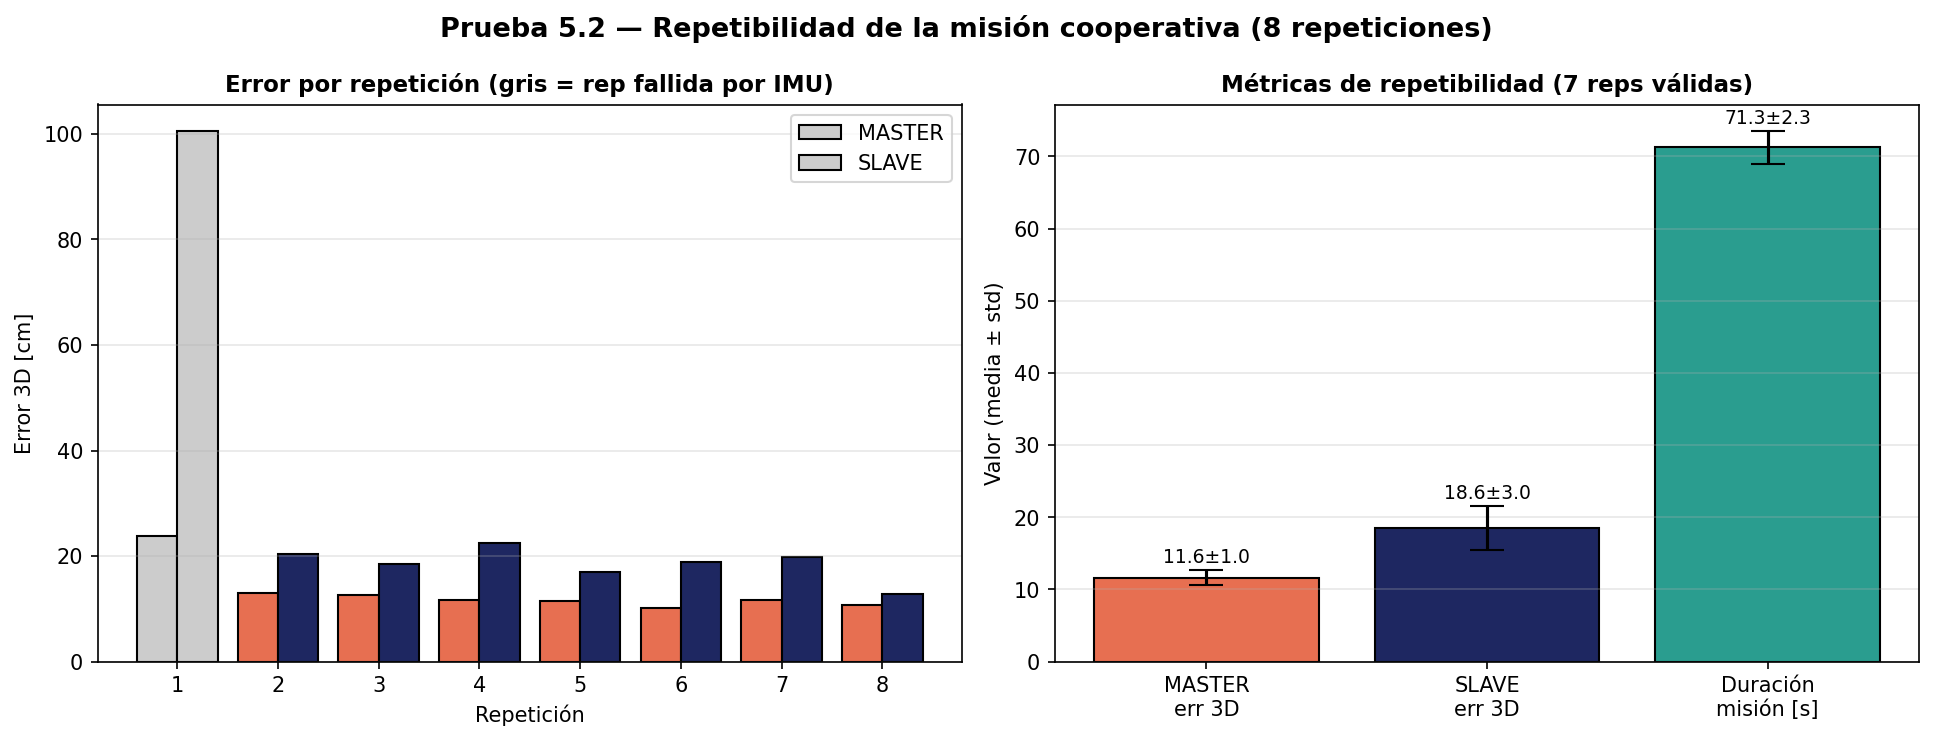 Prueba 5.2 — Repetibilidad de la misión cooperativa (8 repeticiones)
Error por repetición (gris = rep fallida por IMU)
MASTER
SLAVE
Error 3D [cm]
100
80
60
40
20
0
1 2 3 4 5 6 7 8
Repetición
Métricas de repetibilidad (7 reps válidas)
Valor (media ± std)
70
60
50
40
30
20
10
0
11.6±1.0
18.6±3.0
71.3±2.3
MASTER
err 3D
SLAVE
err 3D
Duración
misión [s]